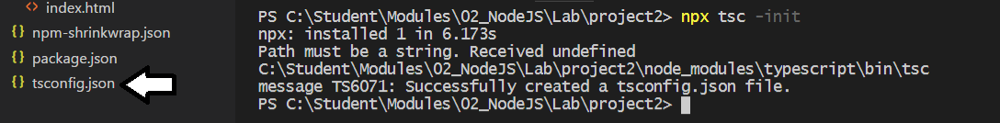 index.html
{} npm-shrinkwrap.json
{} package.json
{} tsconfig.json
PS C:\Student\Modules\02_NodeJS\Lab\project2> npx tsc -init
npx: installed 1 in 6.173s
Path must be a string. Received undefined
C:\Student\Modules\02_NodeJS\Lab\project2\node_modules\typescript\bin\tsc
message TS6071: Successfully created a tsconfig.json file.
PS C:\Student\Modules\02_NodeJS\Lab\project2>